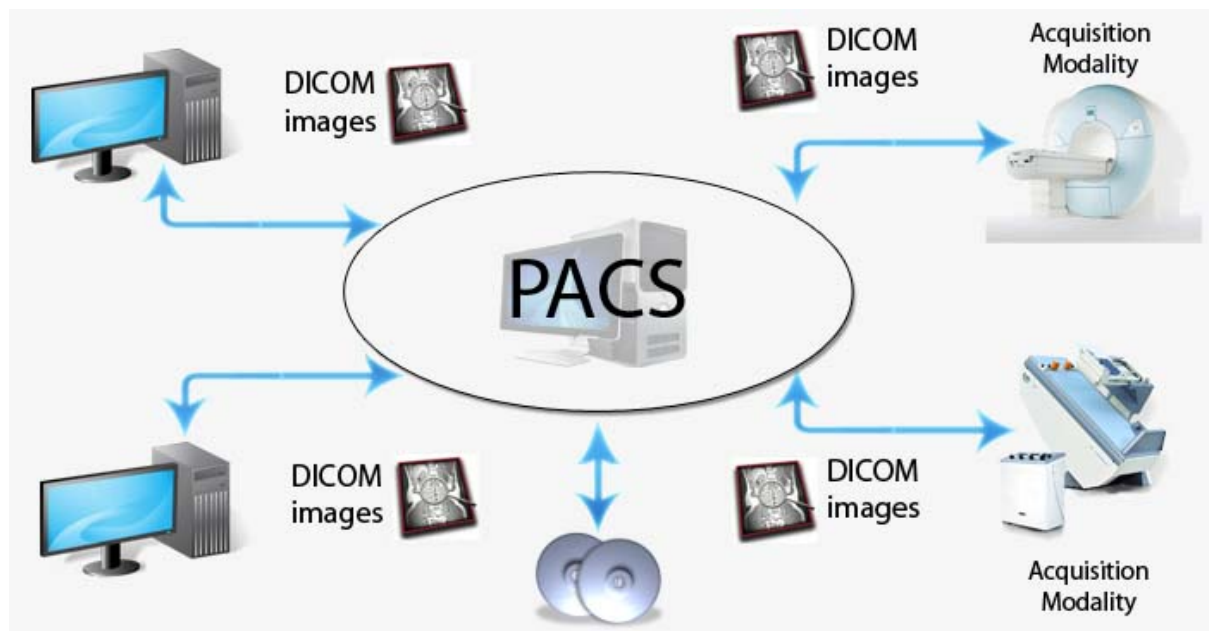 DICOM
images
DICOM
images
Acquisition
Modality
PACS
DICOM
images
DICOM
images
Acquisition
Modality